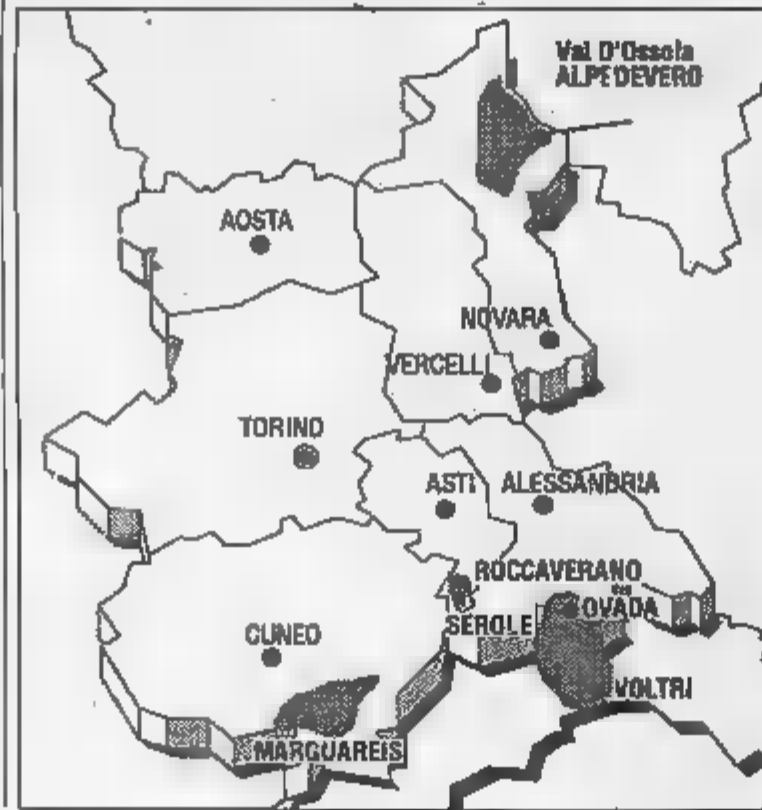 Val D'Ossola
ALPE DEVERO
AOSTA
NOVARA
VERCELLI
TORINO
ASTI
ALESSANDRIA
ROCCAVERANO
OVADA
SEROLE
CUNEO
VOLTRI
MARGUAREIS